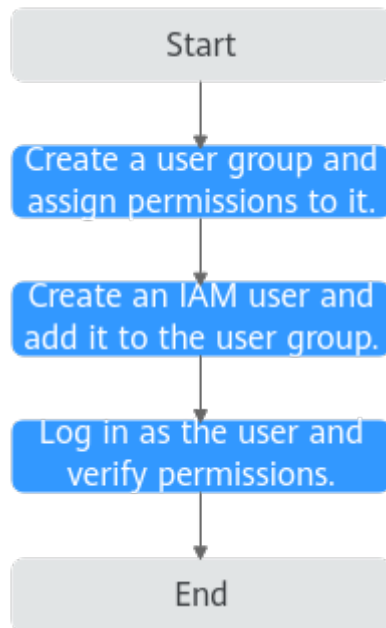 Start
Create a user group and
assign permissions to it.
Create an IAM user and
add it to the user group.
Log in as the user and
verify permissions.
End